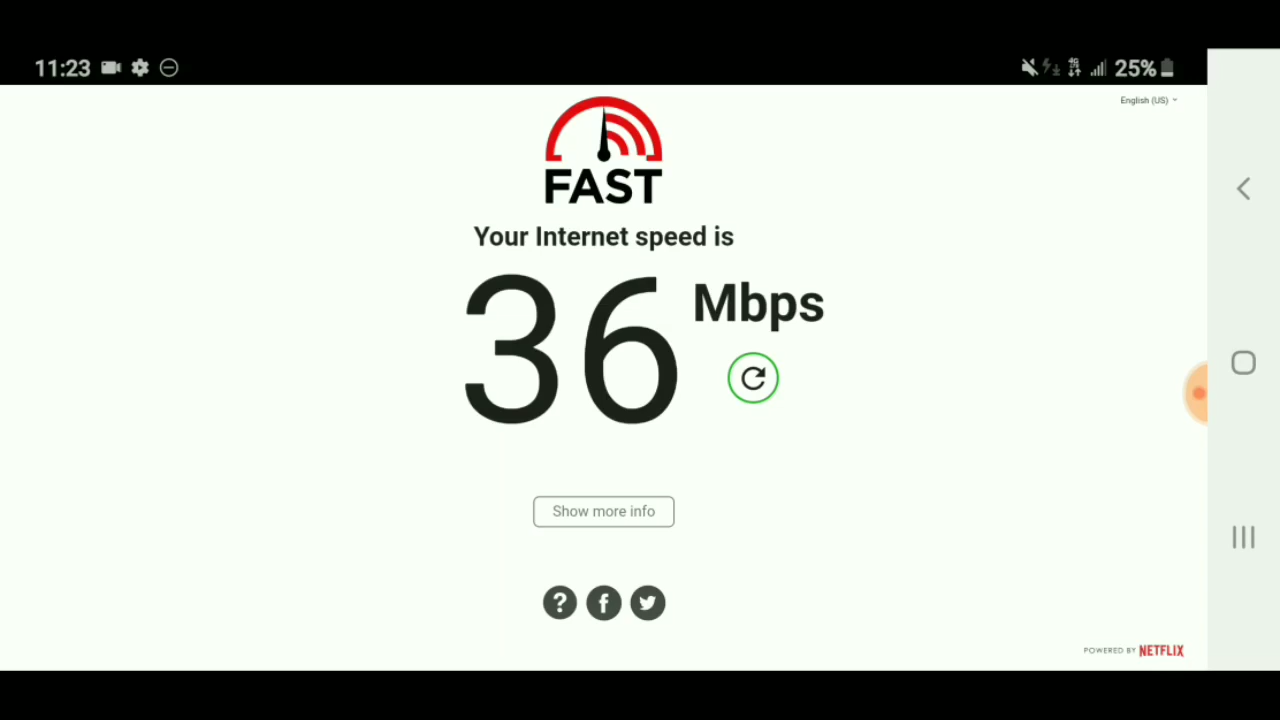 11:23
25%
English (US)
FAST
Your Internet speed is
36 Mbps
Show more info
POWERED BY NETFLIX